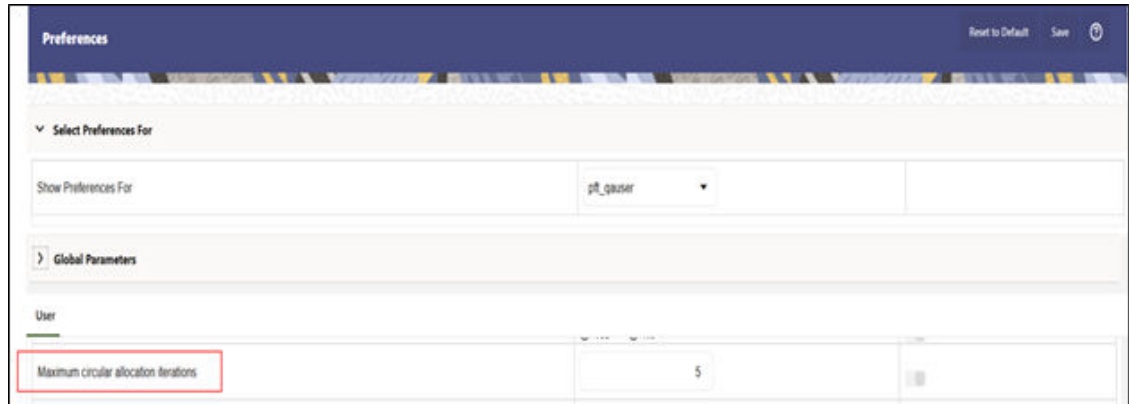 Preferences
Reset to Default Save ?
Select Preferences For
Show Preferences For pft_qauser
Global Parameters
User
Maximum circular allocation iterations 5